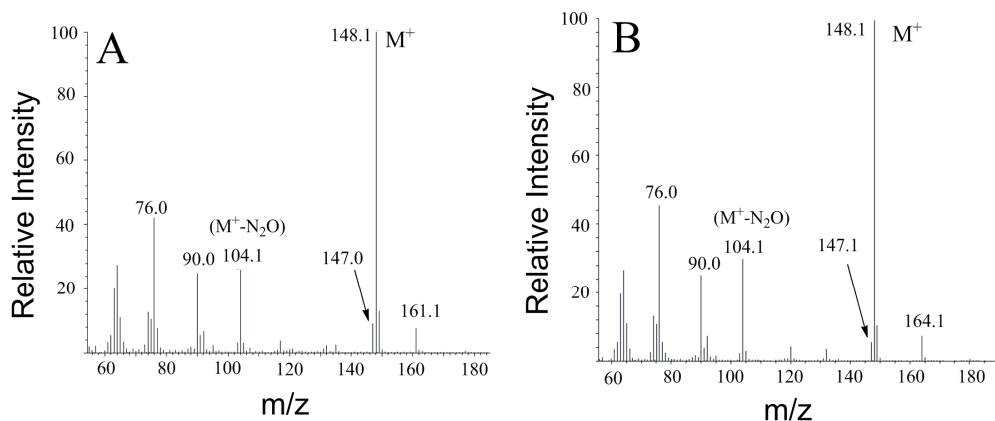 A
Relative Intensity
100
80
60
40
20
148.1 M⁺
76.0
(M⁺-N₂O)
90.0 104.1
147.0
161.1
60 80 100 120 140 160 180
m/z
B
Relative Intensity
100
80
60
40
20
148.1 M⁺
76.0
(M⁺-N₂O)
104.1
90.0
147.1
164.1
60 80 100 120 140 160 180
m/z